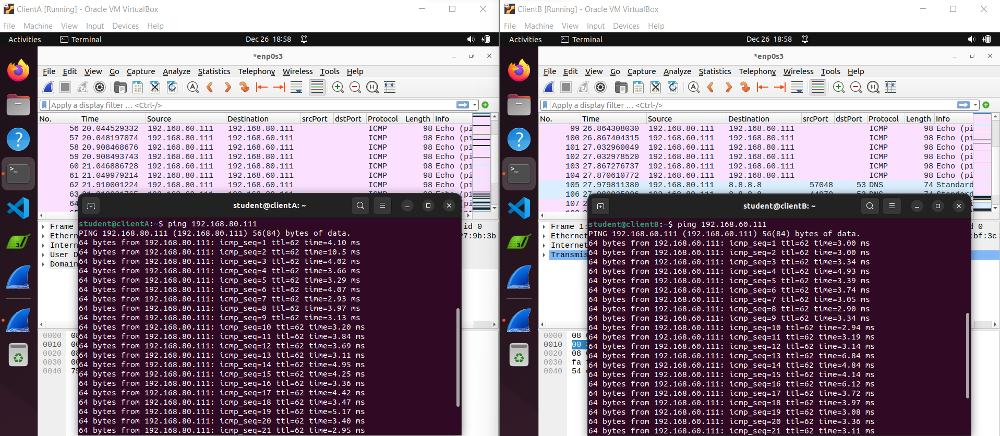 ClientA [Running] - Oracle VM VirtualBox
File Machine View Input Devices Help
Activities Terminal Dec 26 18:58
*enp0s3
File Edit View Go Capture Analyze Statistics Telephony Wireless Tools Help
Apply a display filter ... <Ctrl-/>
No. Time Source Destination srcPort dstPort Protocol Length Info
56 20.044529332 192.168.60.111 192.168.80.111 ICMP 98 Echo (pi
57 20.048197074 192.168.80.111 192.168.60.111 ICMP 98 Echo (pi
58 20.908468676 192.168.80.111 192.168.60.111 ICMP 98 Echo (pi
59 20.908493743 192.168.60.111 192.168.80.111 ICMP 98 Echo (pi
60 21.046886728 192.168.60.111 192.168.80.111 ICMP 98 Echo (pi
61 21.049979214 192.168.80.111 192.168.60.111 ICMP 98 Echo (pi
62 21.910001224 192.168.80.111 192.168.60.111 ICMP 98 Echo (pi
63
64
Frame id 0
Ethern 27:9b:3b:
Intern
User D
Domain
student@clientA: ~
student@clientA:~$ ping 192.168.80.111
PING 192.168.80.111 (192.168.80.111) 56(84) bytes of data.
64 bytes from 192.168.80.111: icmp_seq=1 ttl=62 time=4.10 ms
64 bytes from 192.168.80.111: icmp_seq=2 ttl=62 time=10.5 ms
64 bytes from 192.168.80.111: icmp_seq=3 ttl=62 time=4.02 ms
64 bytes from 192.168.80.111: icmp_seq=4 ttl=62 time=3.66 ms
64 bytes from 192.168.80.111: icmp_seq=5 ttl=62 time=3.29 ms
64 bytes from 192.168.80.111: icmp_seq=6 ttl=62 time=4.07 ms
64 bytes from 192.168.80.111: icmp_seq=7 ttl=62 time=2.93 ms
64 bytes from 192.168.80.111: icmp_seq=8 ttl=62 time=3.97 ms
64 bytes from 192.168.80.111: icmp_seq=9 ttl=62 time=3.13 ms
64 bytes from 192.168.80.111: icmp_seq=10 ttl=62 time=3.20 ms
64 bytes from 192.168.80.111: icmp_seq=11 ttl=62 time=3.84 ms
64 bytes from 192.168.80.111: icmp_seq=12 ttl=62 time=3.69 ms
64 bytes from 192.168.80.111: icmp_seq=13 ttl=62 time=3.11 ms
64 bytes from 192.168.80.111: icmp_seq=14 ttl=62 time=4.95 ms
64 bytes from 192.168.80.111: icmp_seq=15 ttl=62 time=4.25 ms
64 bytes from 192.168.80.111: icmp_seq=16 ttl=62 time=3.36 ms
64 bytes from 192.168.80.111: icmp_seq=17 ttl=62 time=4.42 ms
64 bytes from 192.168.80.111: icmp_seq=18 ttl=62 time=3.47 ms
64 bytes from 192.168.80.111: icmp_seq=19 ttl=62 time=5.17 ms
64 bytes from 192.168.80.111: icmp_seq=20 ttl=62 time=3.40 ms
64 bytes from 192.168.80.111: icmp_seq=21 ttl=62 time=2.95 ms
0000 08
0010 00
0020 08
0030 00
0040 75
ClientB [Running] - Oracle VM VirtualBox
File Machine View Input Devices Help
Activities Terminal Dec 26 18:58
*enp0s3
File Edit View Go Capture Analyze Statistics Telephony Wireless Tools Help
Apply a display filter ... <Ctrl-/>
No. Time Source Destination srcPort dstPort Protocol Length Info
99 26.864308030 192.168.80.111 192.168.60.111 ICMP 98 Echo (pi
100 26.867404315 192.168.60.111 192.168.80.111 ICMP 98 Echo (pi
101 27.032960049 192.168.60.111 192.168.80.111 ICMP 98 Echo (pi
102 27.032978520 192.168.80.111 192.168.60.111 ICMP 98 Echo (pi
103 27.867276737 192.168.80.111 192.168.60.111 ICMP 98 Echo (pi
104 27.870610772 192.168.60.111 192.168.80.111 ICMP 98 Echo (pi
105 27.979811380 192.168.80.111 8.8.8.8 57048 53 DNS 74 Standard
106
107
Frame 1: d 0
Ethernet :bf:3c:
Internet
Transmis
student@clientB: ~
student@clientB:~$ ping 192.168.60.111
PING 192.168.60.111 (192.168.60.111) 56(84) bytes of data.
64 bytes from 192.168.60.111: icmp_seq=1 ttl=62 time=3.00 ms
64 bytes from 192.168.60.111: icmp_seq=2 ttl=62 time=3.00 ms
64 bytes from 192.168.60.111: icmp_seq=3 ttl=62 time=3.34 ms
64 bytes from 192.168.60.111: icmp_seq=4 ttl=62 time=4.93 ms
64 bytes from 192.168.60.111: icmp_seq=5 ttl=62 time=3.39 ms
64 bytes from 192.168.60.111: icmp_seq=6 ttl=62 time=3.74 ms
64 bytes from 192.168.60.111: icmp_seq=7 ttl=62 time=3.05 ms
64 bytes from 192.168.60.111: icmp_seq=8 ttl=62 time=2.90 ms
64 bytes from 192.168.60.111: icmp_seq=9 ttl=62 time=3.34 ms
64 bytes from 192.168.60.111: icmp_seq=10 ttl=62 time=2.94 ms
64 bytes from 192.168.60.111: icmp_seq=11 ttl=62 time=3.19 ms
64 bytes from 192.168.60.111: icmp_seq=12 ttl=62 time=3.14 ms
64 bytes from 192.168.60.111: icmp_seq=13 ttl=62 time=6.84 ms
64 bytes from 192.168.60.111: icmp_seq=14 ttl=62 time=4.84 ms
64 bytes from 192.168.60.111: icmp_seq=15 ttl=62 time=4.14 ms
64 bytes from 192.168.60.111: icmp_seq=16 ttl=62 time=6.12 ms
64 bytes from 192.168.60.111: icmp_seq=17 ttl=62 time=3.72 ms
64 bytes from 192.168.60.111: icmp_seq=18 ttl=62 time=3.97 ms
64 bytes from 192.168.60.111: icmp_seq=19 ttl=62 time=3.08 ms
64 bytes from 192.168.60.111: icmp_seq=20 ttl=62 time=3.36 ms
64 bytes from 192.168.60.111: icmp_seq=21 ttl=62 time=3.11 ms
0000 08
0010 00
0020 08
0030 fa
0040 54